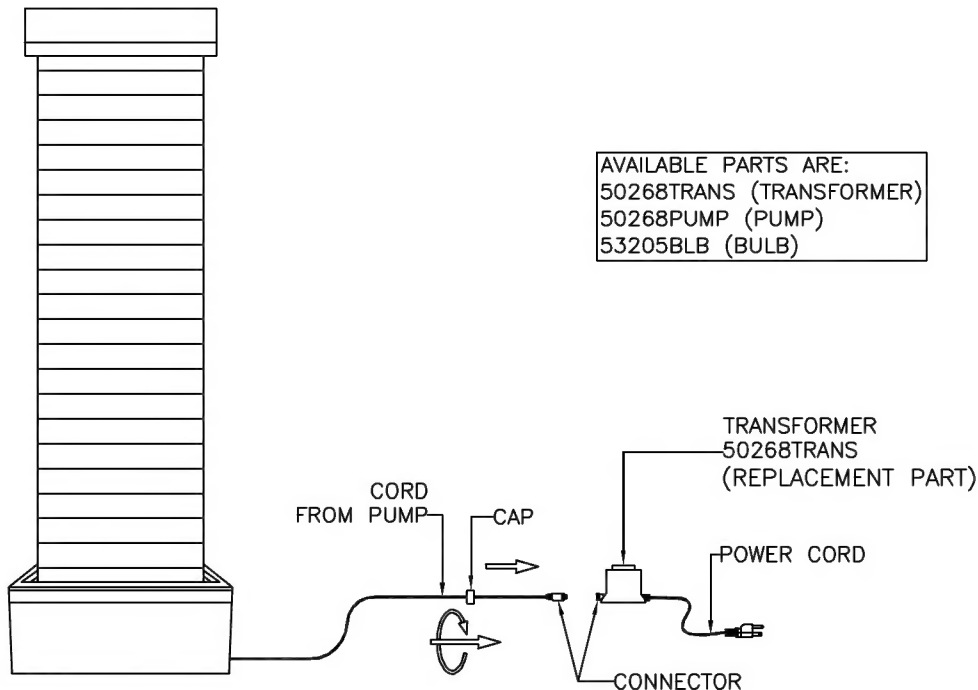 AVAILABLE PARTS ARE:
50268TRANS (TRANSFORMER)
50268PUMP (PUMP)
53205BLB (BULB)
TRANSFORMER
50268TRANS
(REPLACEMENT PART)
CORD
FROM PUMP
CAP
POWER CORD
CONNECTOR